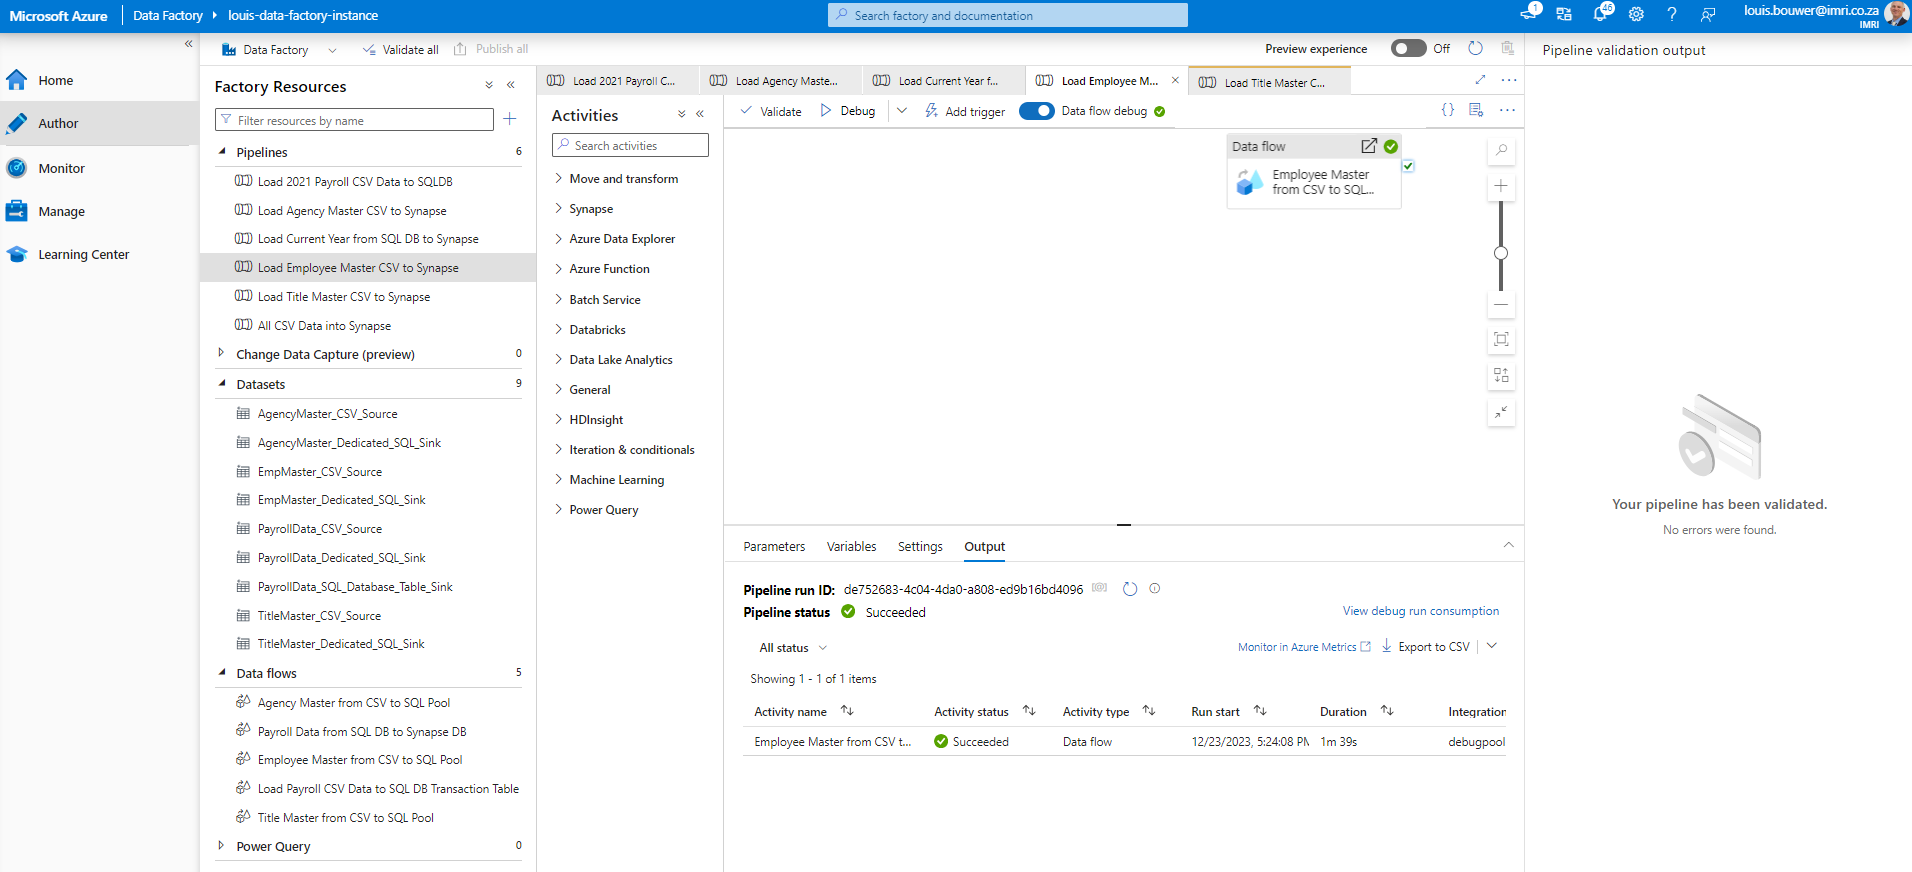 Microsoft Azure
Data Factory
louis-data-factory-instance
Search factory and documentation
1
46
louis.bouwer@imri.co.za
IMRI
Home
Author
Monitor
Manage
Learning Center
Data Factory
Validate all
Publish all
Preview experience
Off
Factory Resources
Filter resources by name
Pipelines 6
Load 2021 Payroll CSV Data to SQLDB
Load Agency Master CSV to Synapse
Load Current Year from SQL DB to Synapse
Load Employee Master CSV to Synapse
Load Title Master CSV to Synapse
All CSV Data into Synapse
Change Data Capture (preview) 0
Datasets 9
AgencyMaster_CSV_Source
AgencyMaster_Dedicated_SQL_Sink
EmpMaster_CSV_Source
EmpMaster_Dedicated_SQL_Sink
PayrollData_CSV_Source
PayrollData_Dedicated_SQL_Sink
PayrollData_SQL_Database_Table_Sink
TitleMaster_CSV_Source
TitleMaster_Dedicated_SQL_Sink
Data flows 5
Agency Master from CSV to SQL Pool
Payroll Data from SQL DB to Synapse DB
Employee Master from CSV to SQL Pool
Load Payroll CSV Data to SQL DB Transaction Table
Title Master from CSV to SQL Pool
Power Query 0
Load 2021 Payroll C...
Load Agency Maste...
Load Current Year f...
Load Employee M...
Load Title Master C...
Activities
Search activities
Move and transform
Synapse
Azure Data Explorer
Azure Function
Batch Service
Databricks
Data Lake Analytics
General
HDInsight
Iteration & conditionals
Machine Learning
Power Query
Validate
Debug
Add trigger
Data flow debug
{}
Data flow
Employee Master
from CSV to SQL...
Parameters
Variables
Settings
Output
Pipeline run ID: de752683-4c04-4da0-a808-ed9b16bd4096
Pipeline status Succeeded
View debug run consumption
All status
Monitor in Azure Metrics
Export to CSV
Showing 1 - 1 of 1 items
Activity name Activity status Activity type Run start Duration Integration
Employee Master from CSV t... Succeeded Data flow 12/23/2023, 5:24:08 PM 1m 39s debugpool
Pipeline validation output
Your pipeline has been validated.
No errors were found.